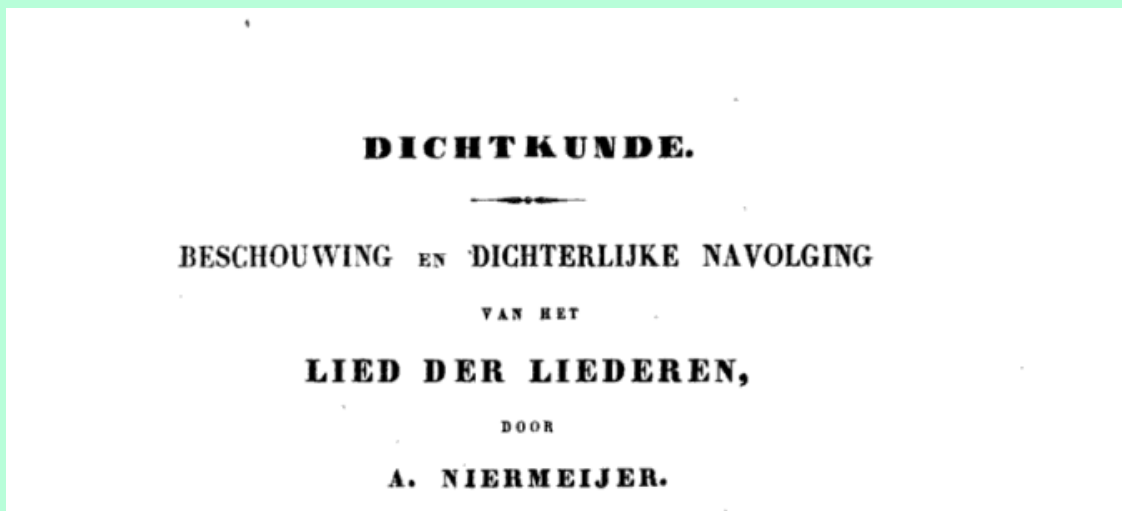 DICHTKUNDE.
BESCHOUWING EN DICHTERLIJKE NAVOLGING
VAN HET
LIED DER LIEDEREN,
DOOR
A. NIERMEIJER.